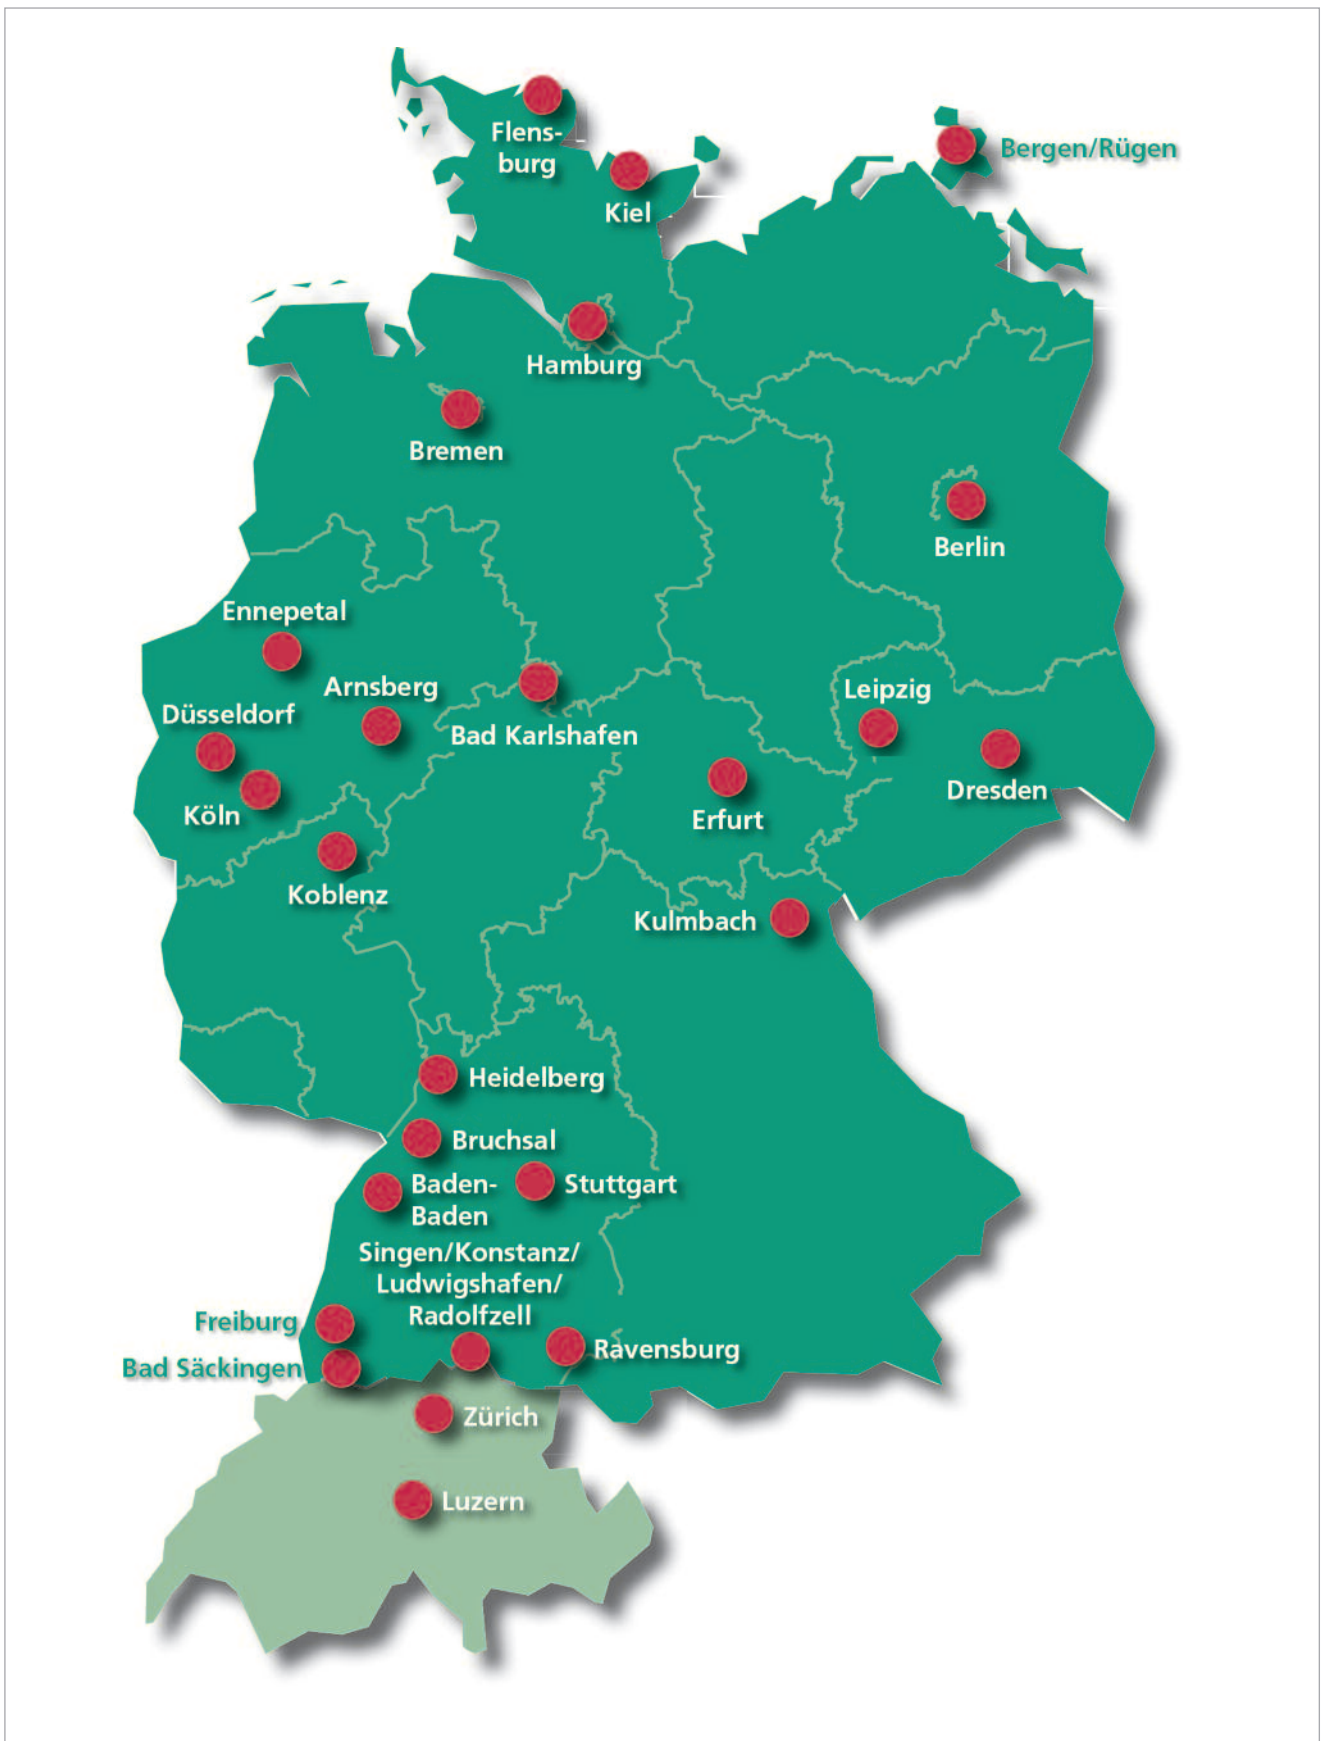 Flens-
burg
Bergen/Rügen
Kiel
Hamburg
Bremen
Berlin
Ennepetal
Arnsberg
Leipzig
Düsseldorf
Bad Karlshafen
Dresden
Köln
Erfurt
Koblenz
Kulmbach
Heidelberg
Bruchsal
Baden-
Baden
Stuttgart
Singen/Konstanz/
Ludwigshafen/
Radolfzell
Freiburg
Ravensburg
Bad Säckingen
Zürich
Luzern